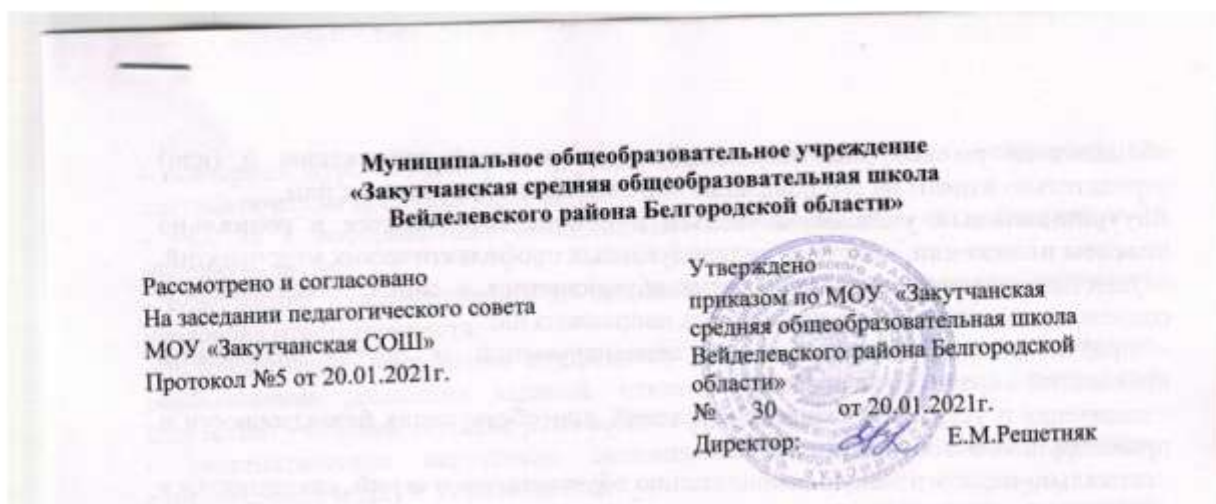 Муниципальное общеобразовательное учреждение
«Закутчанская средняя общеобразовательная школа
Вейделевского района Белгородской области»
Рассмотрено и согласовано
На заседании педагогического совета
МОУ «Закутчанская СОШ»
Протокол №5 от 20.01.2021г.
Утверждено
приказом по МОУ «Закутчанская
средняя общеобразовательная школа
Вейделевского района Белгородской
области»
№ 30 от 20.01.2021г.
Директор: Е.М.Решетняк